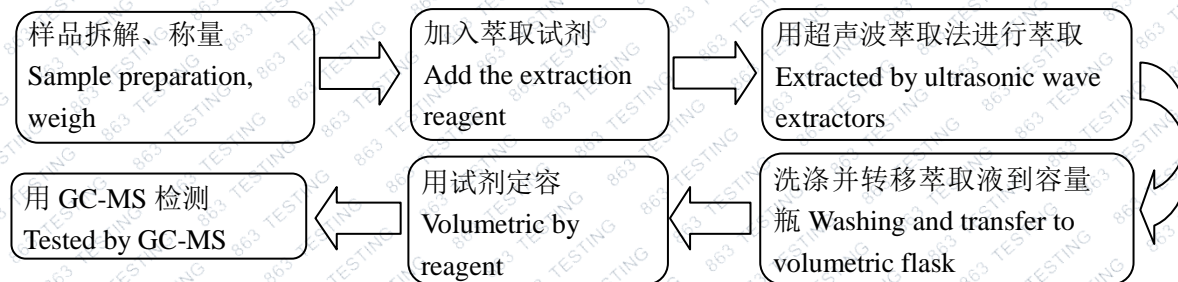 样品拆解、称量
Sample preparation,
weigh
加入萃取试剂
Add the extraction
reagent
用超声波萃取法进行萃取
Extracted by ultrasonic wave
extractors
洗涤并转移萃取液到容量
瓶 Washing and transfer to
volumetric flask
用试剂定容
Volumetric by
reagent
用 GC-MS 检测
Tested by GC-MS
863 TESTING